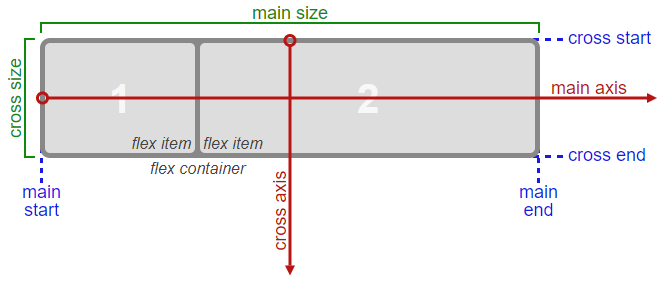 main size
cross start
cross size
1
2
main axis
flex item
flex item
cross end
flex container
main
start
cross axis
main
end